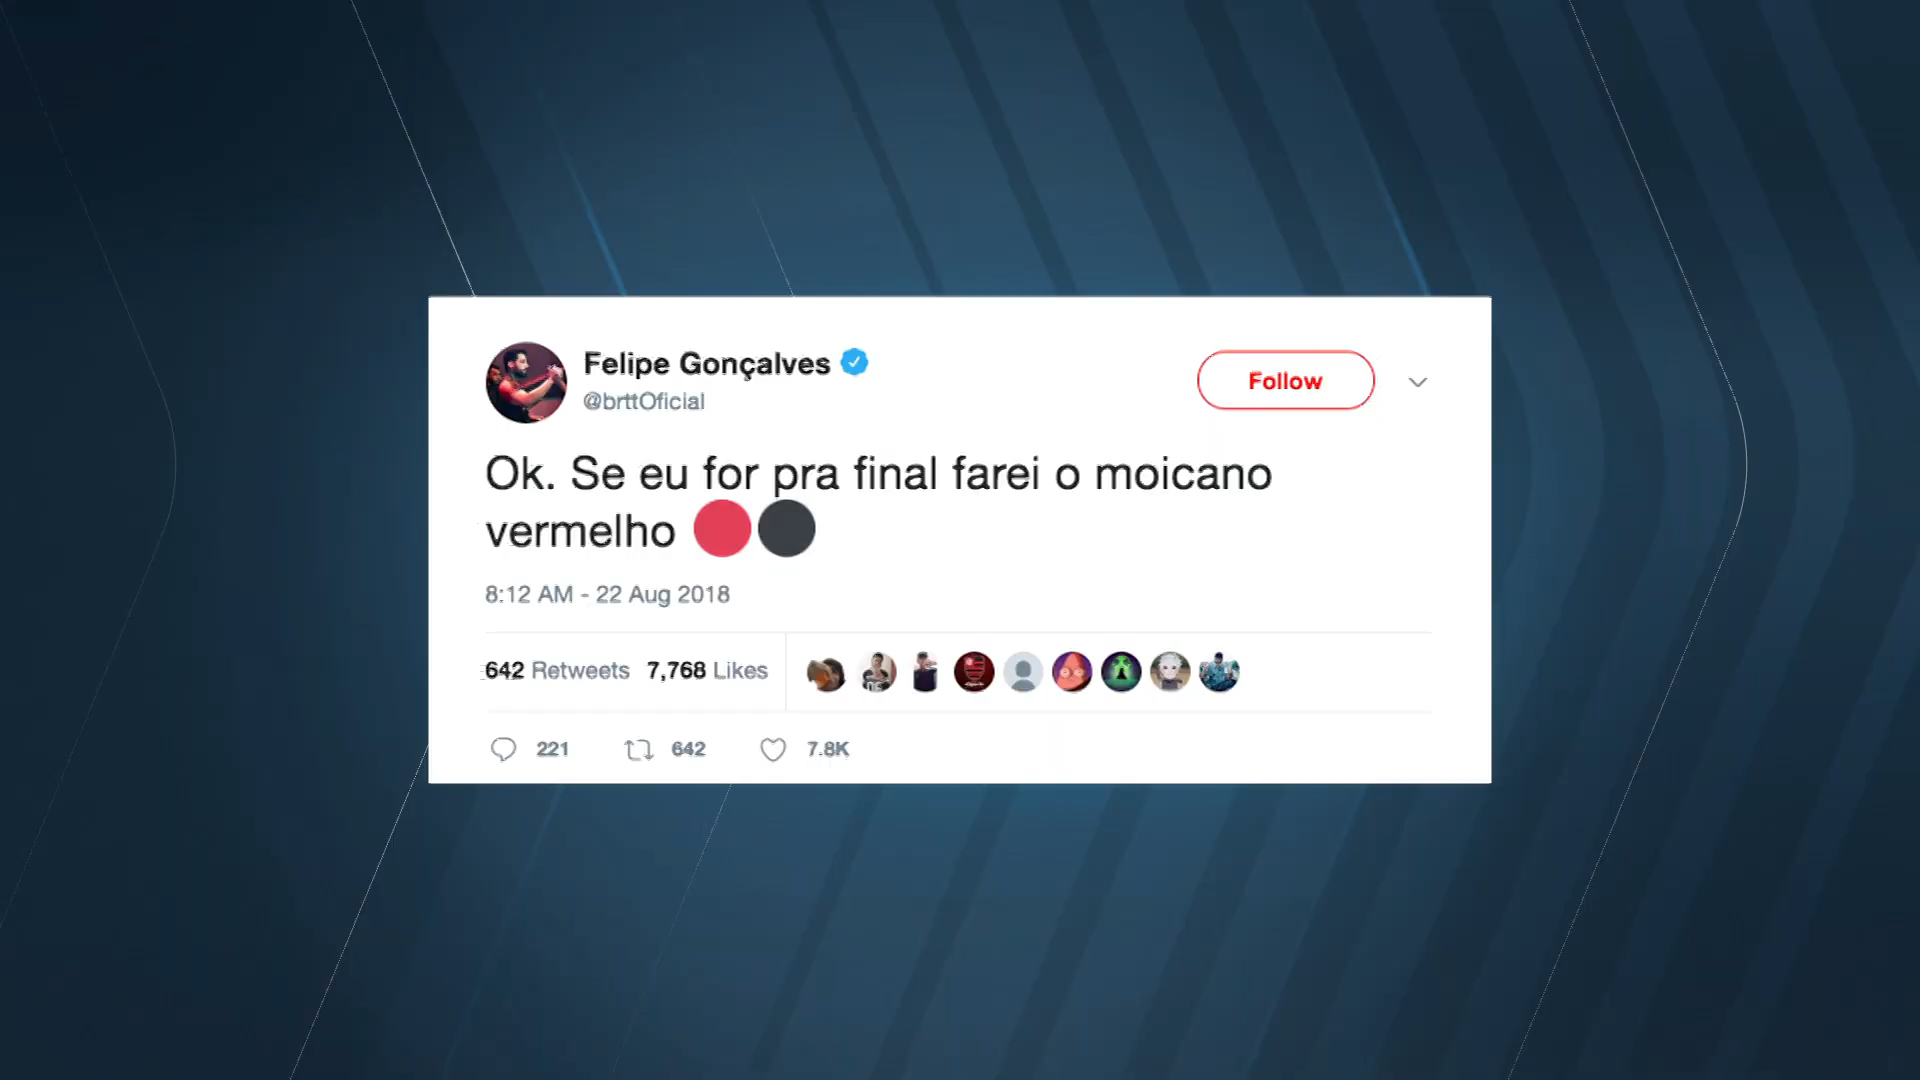 Felipe Gonçalves
@brttOficial
Follow
Ok. Se eu for pra final farei o moicano
vermelho 🔴⚫
8:12 AM - 22 Aug 2018
642 Retweets 7,768 Likes
221 642 7.8K